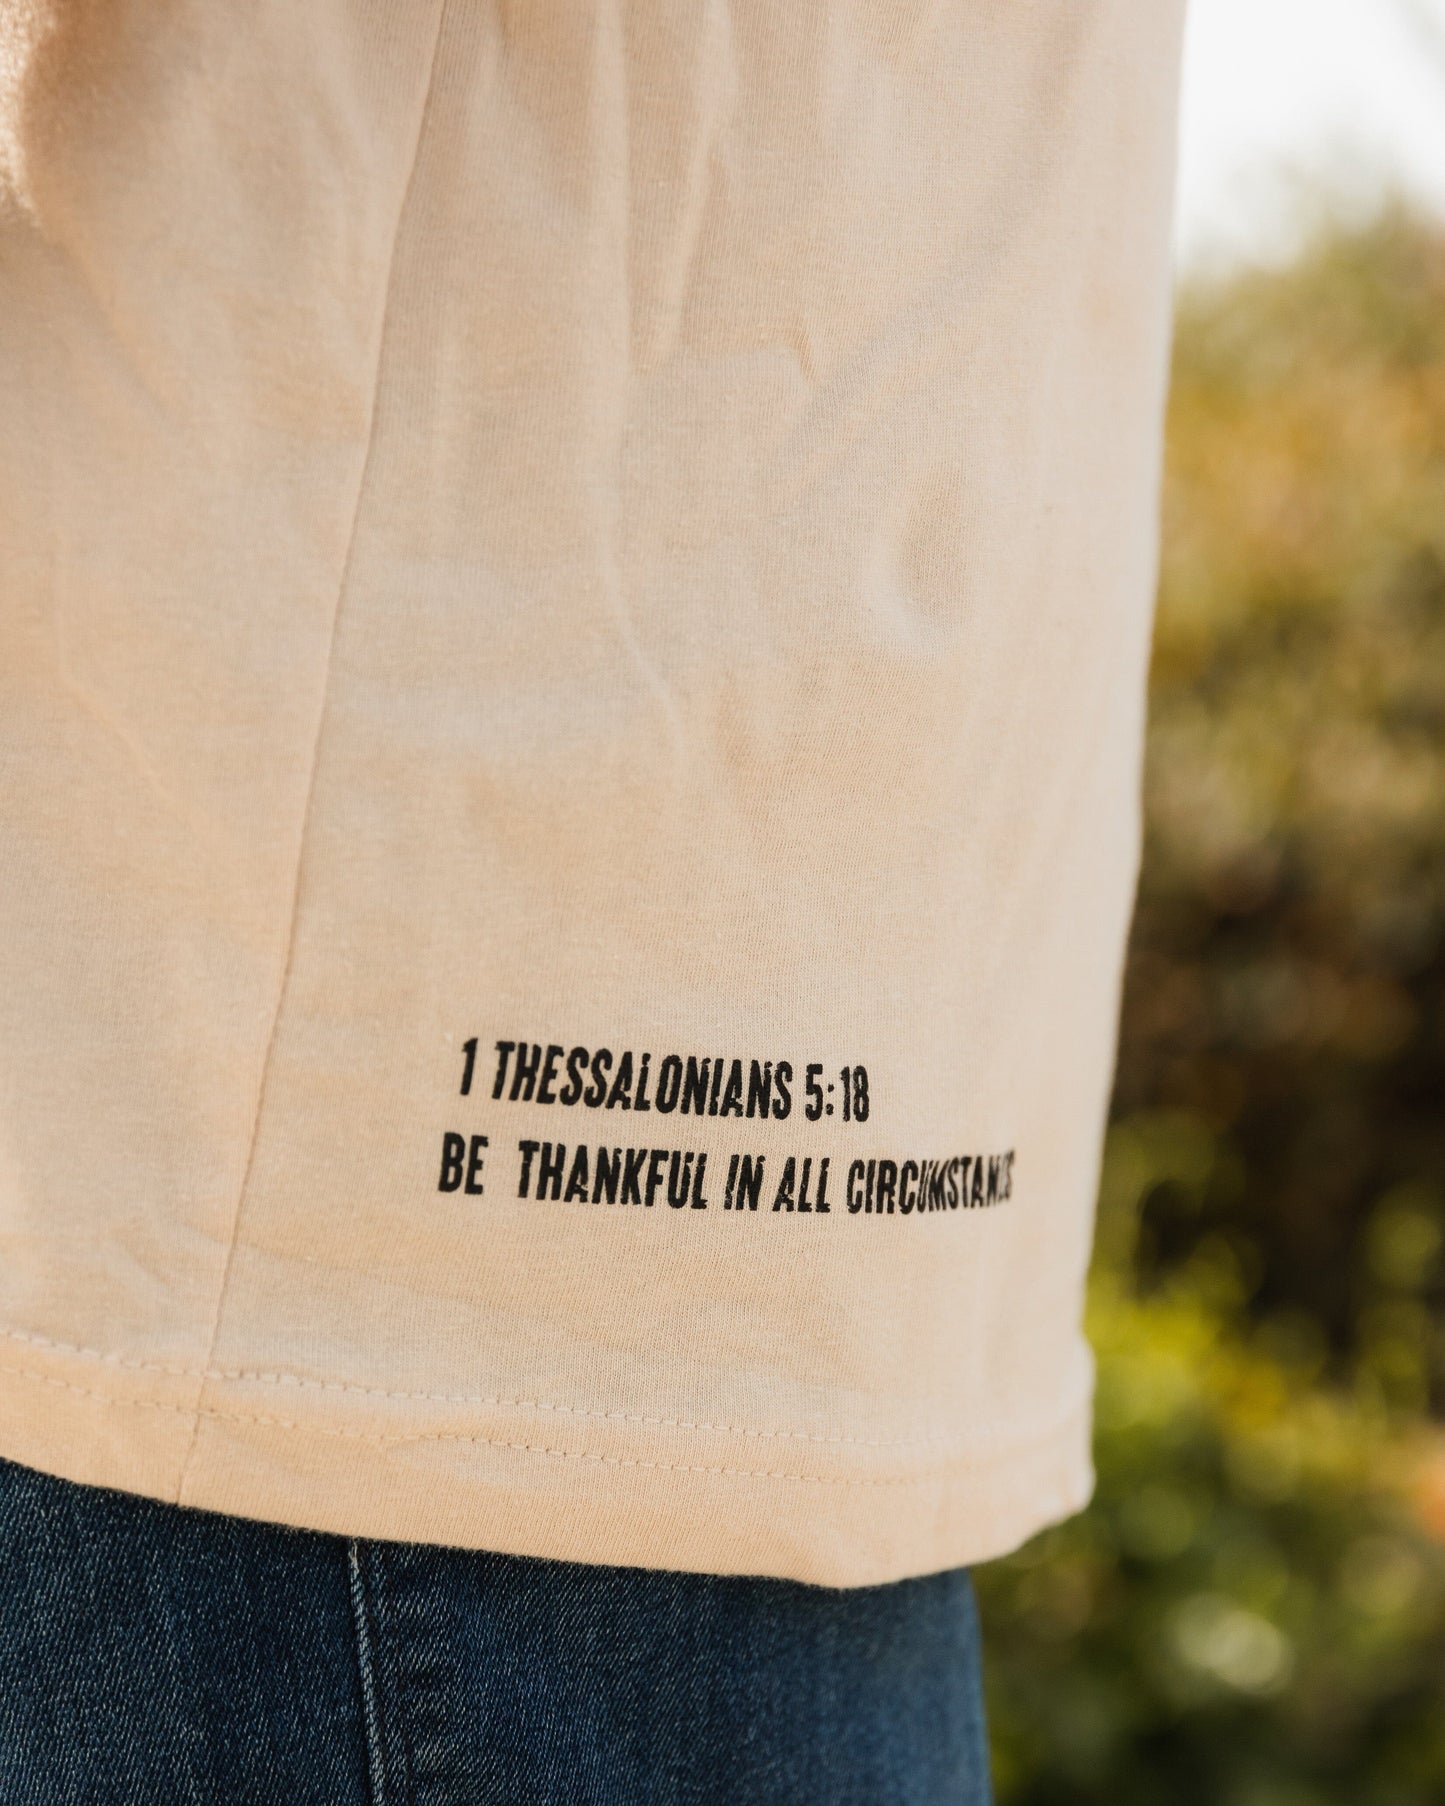 1 THESSALONIANS 5:18
BE THANKFUL IN ALL CIRCUMSTANCES